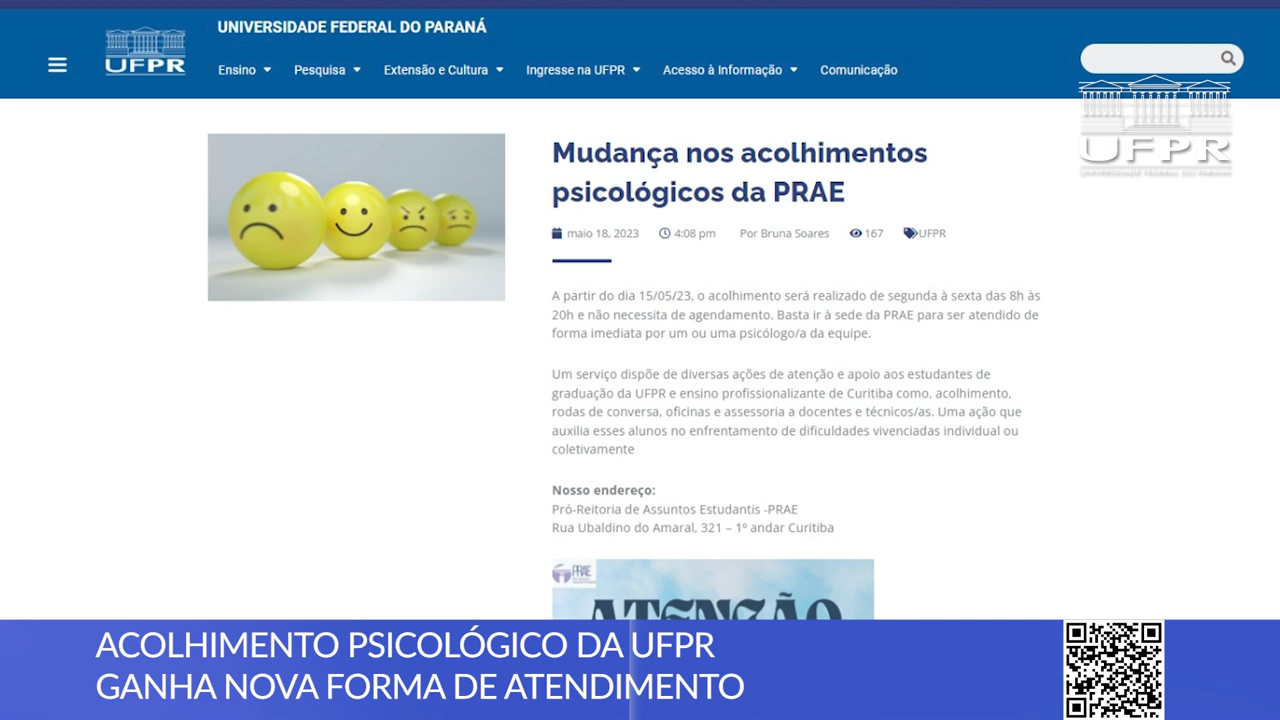 UNIVERSIDADE FEDERAL DO PARANÁ
UFPR
Ensino
Pesquisa
Extensão e Cultura
Ingresse na UFPR
Acesso à Informação
Comunicação
UFPR
UNIVERSIDADE FEDERAL DO PARANÁ
Mudança nos acolhimentos
psicológicos da PRAE
maio 18, 2023
4:08 pm
Por Bruna Soares
167
UFPR
A partir do dia 15/05/23, o acolhimento será realizado de segunda à sexta das 8h às
20h e não necessita de agendamento. Basta ir à sede da PRAE para ser atendido de
forma imediata por um ou uma psicólogo/a da equipe.
Um serviço dispõe de diversas ações de atenção e apoio aos estudantes de
graduação da UFPR e ensino profissionalizante de Curitiba como, acolhimento,
rodas de conversa, oficinas e assessoria a docentes e técnicos/as. Uma ação que
auxilia esses alunos no enfrentamento de dificuldades vivenciadas individual ou
coletivamente
Nosso endereço:
Pró-Reitoria de Assuntos Estudantis -PRAE
Rua Ubaldino do Amaral, 321 – 1º andar Curitiba
PRAE
ATENÇÃO
ACOLHIMENTO PSICOLÓGICO DA UFPR
GANHA NOVA FORMA DE ATENDIMENTO